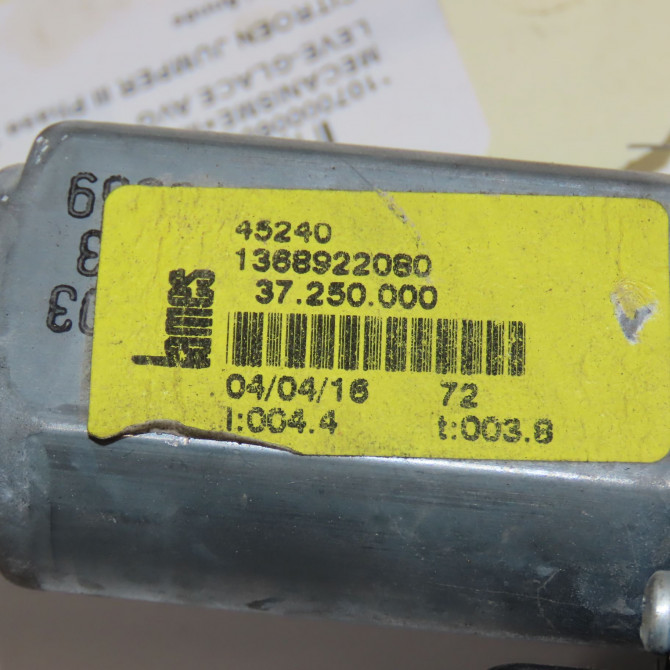 CITROEN JUMPER II Phase
LEVE-GLACE AVG
MECANISME
45240
1368922080
37.250.000
lames
04/04/16 72
I:004.4 t:003.8